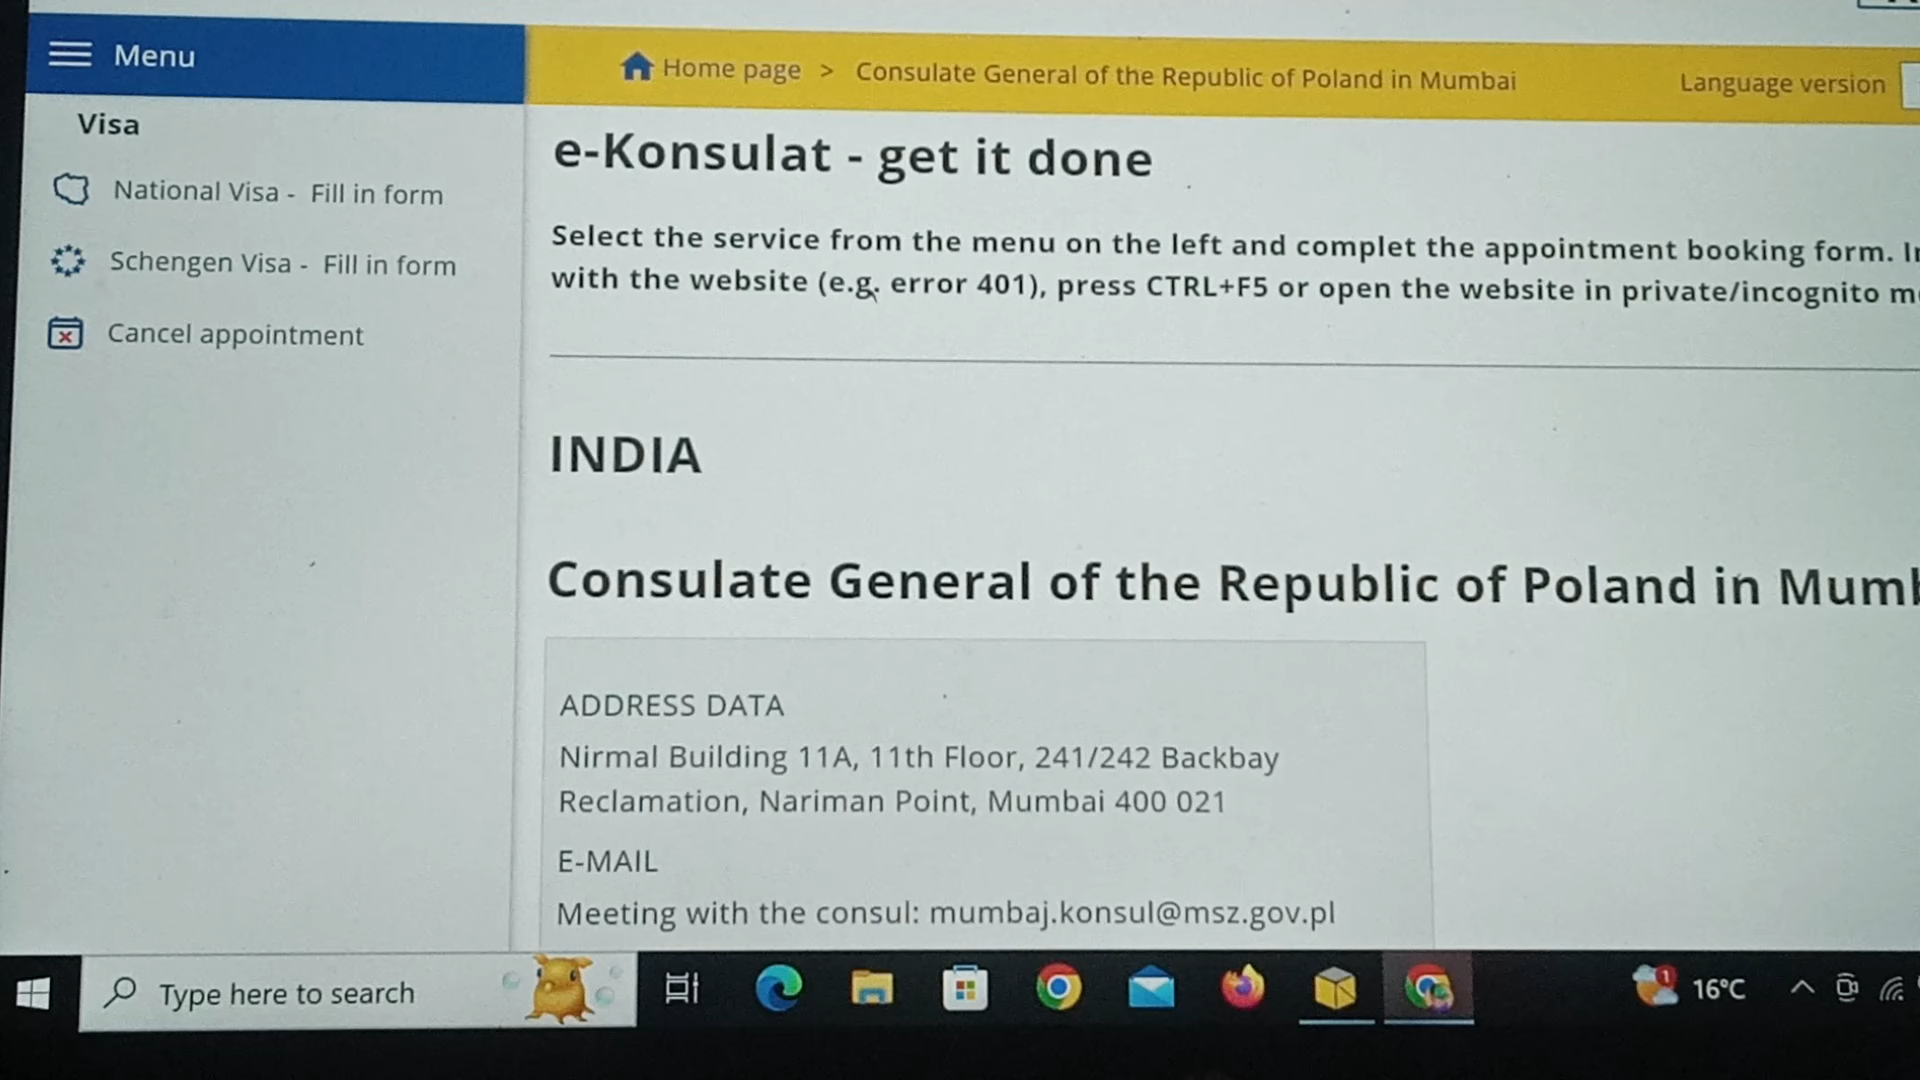 Menu
Home page > Consulate General of the Republic of Poland in Mumbai
Language version
Visa
National Visa - Fill in form
Schengen Visa - Fill in form
Cancel appointment
e-Konsulat - get it done
Select the service from the menu on the left and complet the appointment booking form.
with the website (e.g. error 401), press CTRL+F5 or open the website in private/incognito
INDIA
Consulate General of the Republic of Poland in
ADDRESS DATA
Nirmal Building 11A, 11th Floor, 241/242 Backbay
Reclamation, Nariman Point, Mumbai 400 021
E-MAIL
Meeting with the consul: mumbaj.konsul@msz.gov.pl
Type here to search
1
16°C